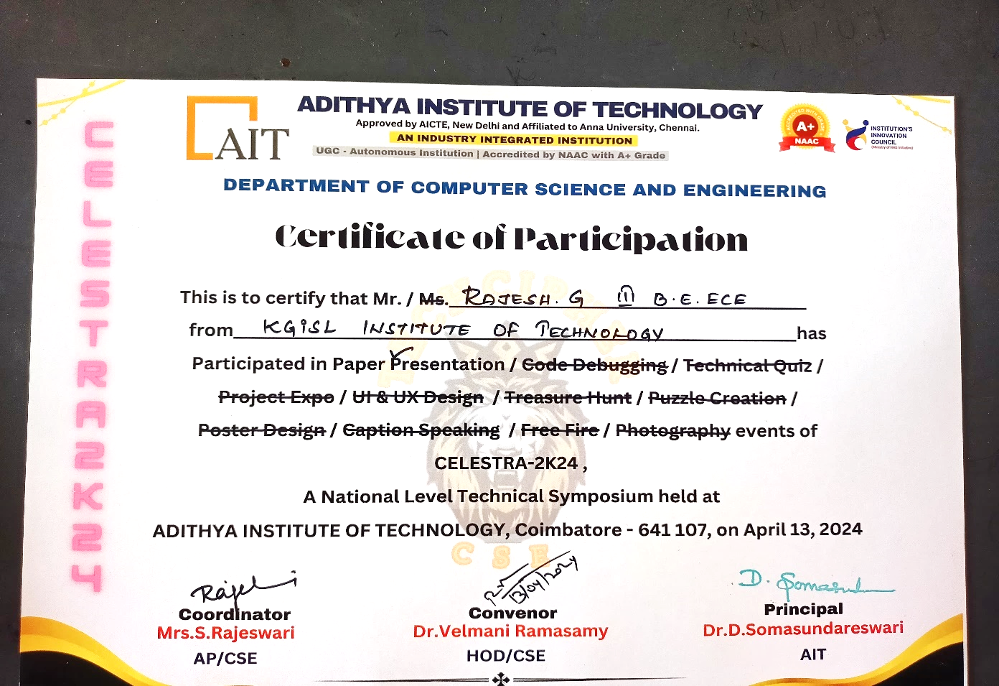 CELESTRA2K24
AIT
ADITHYA INSTITUTE OF TECHNOLOGY
Approved by AICTE, New Delhi and Affiliated to Anna University, Chennai.
AN INDUSTRY INTEGRATED INSTITUTION
UGC - Autonomous Institution | Accredited by NAAC with A+ Grade
ACCREDITED WITH GRADE
A+
NAAC
INSTITUTION'S
INNOVATION
COUNCIL
DEPARTMENT OF COMPUTER SCIENCE AND ENGINEERING
Certificate of Participation
This is to certify that Mr. / Ms. RAJESH. G III B.E. ECE
from KGiSL INSTITUTE OF TECHNOLOGY has
Participated in Paper Presentation / Code Debugging / Technical Quiz /
Project Expo / UI & UX Design / Treasure Hunt / Puzzle Creation /
Poster Design / Caption Speaking / Free Fire / Photography events of
CELESTRA-2K24 ,
A National Level Technical Symposium held at
ADITHYA INSTITUTE OF TECHNOLOGY, Coimbatore - 641 107, on April 13, 2024
CSE
13/04/2024
D. Somasund
Coordinator
Convenor
Principal
Mrs.S.Rajeswari
Dr.Velmani Ramasamy
Dr.D.Somasundareswari
AP/CSE
HOD/CSE
AIT